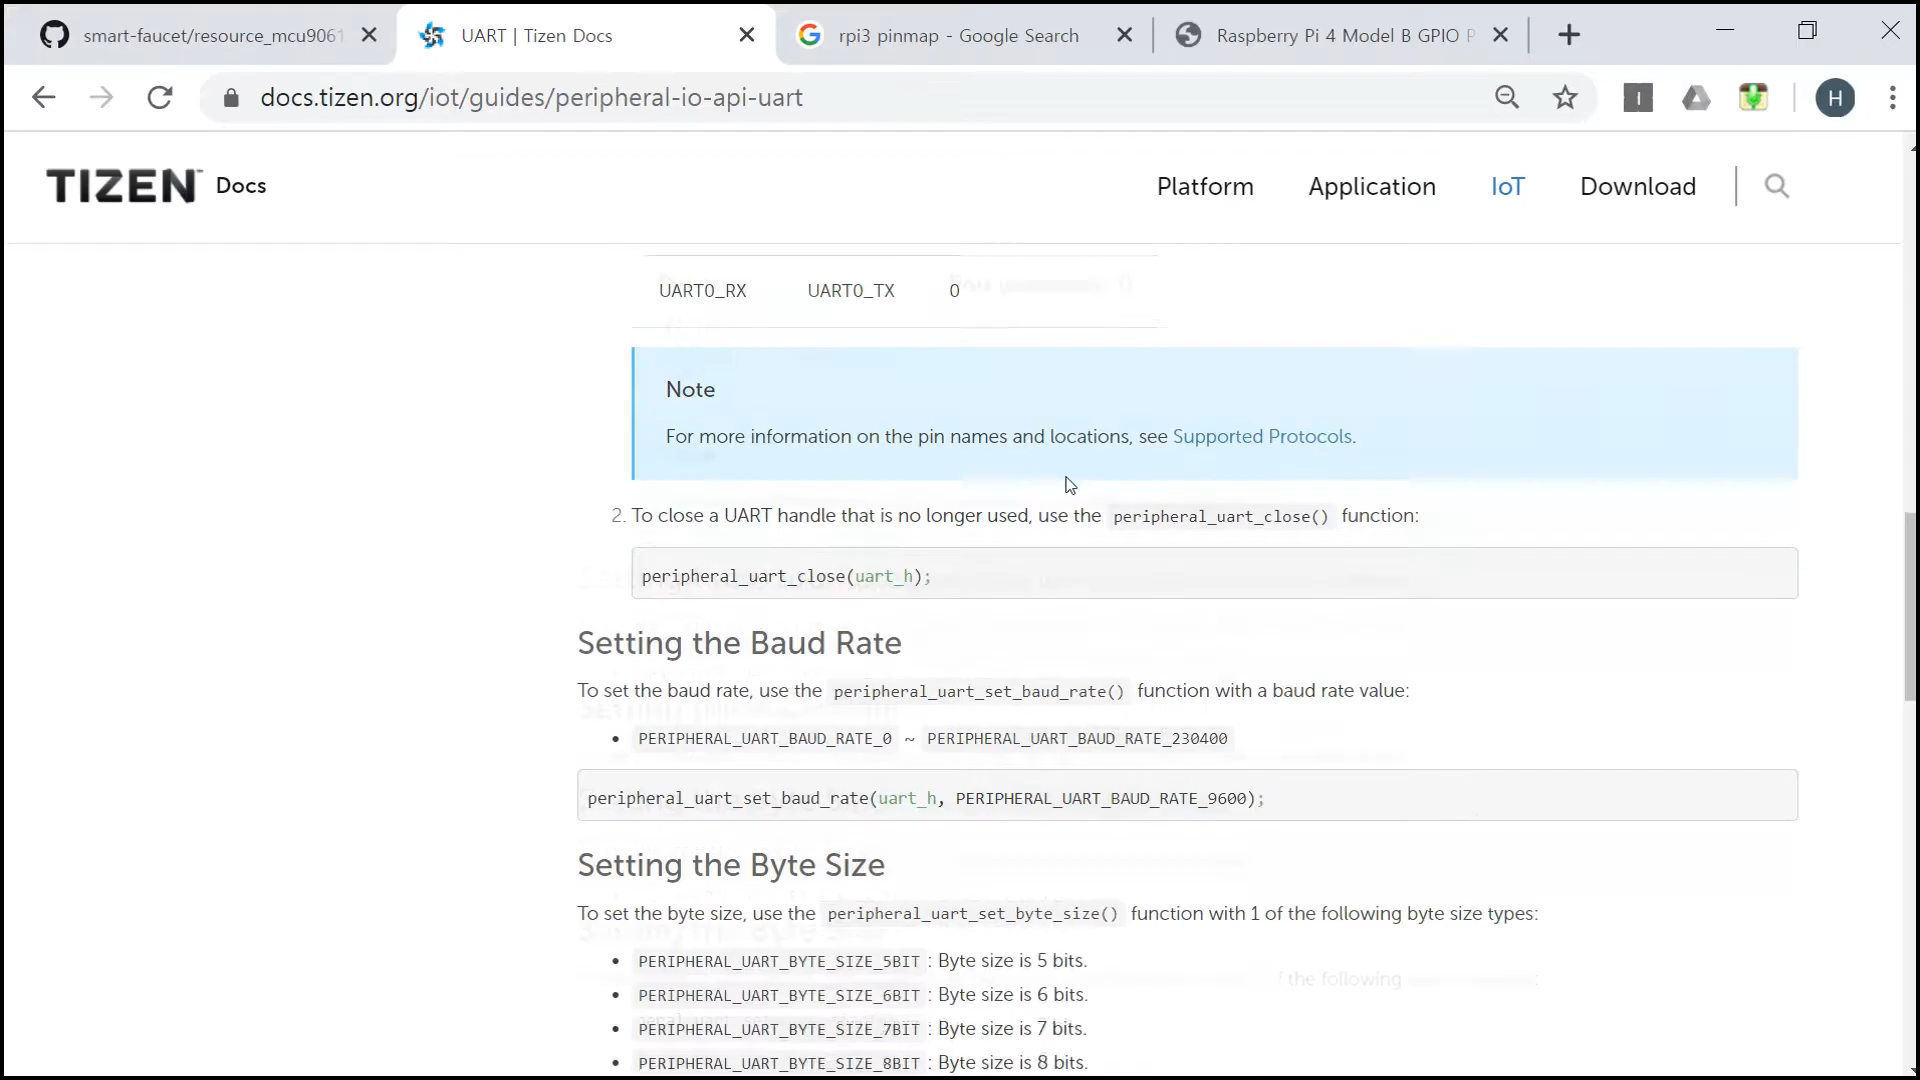 smart-faucet/resource_mcu9061
UART | Tizen Docs
rpi3 pinmap - Google Search
Raspberry Pi 4 Model B GPIO P
docs.tizen.org/iot/guides/peripheral-io-api-uart
I
H
TIZEN Docs
Platform
Application
IoT
Download
UART0_RX UART0_TX 0
Note
For more information on the pin names and locations, see Supported Protocols.
2. To close a UART handle that is no longer used, use the peripheral_uart_close() function:
peripheral_uart_close(uart_h);
Setting the Baud Rate
To set the baud rate, use the peripheral_uart_set_baud_rate() function with a baud rate value:
• PERIPHERAL_UART_BAUD_RATE_0 ~ PERIPHERAL_UART_BAUD_RATE_230400
peripheral_uart_set_baud_rate(uart_h, PERIPHERAL_UART_BAUD_RATE_9600);
Setting the Byte Size
To set the byte size, use the peripheral_uart_set_byte_size() function with 1 of the following byte size types:
• PERIPHERAL_UART_BYTE_SIZE_5BIT : Byte size is 5 bits.
• PERIPHERAL_UART_BYTE_SIZE_6BIT : Byte size is 6 bits.
• PERIPHERAL_UART_BYTE_SIZE_7BIT : Byte size is 7 bits.
• PERIPHERAL_UART_BYTE_SIZE_8BIT : Byte size is 8 bits.